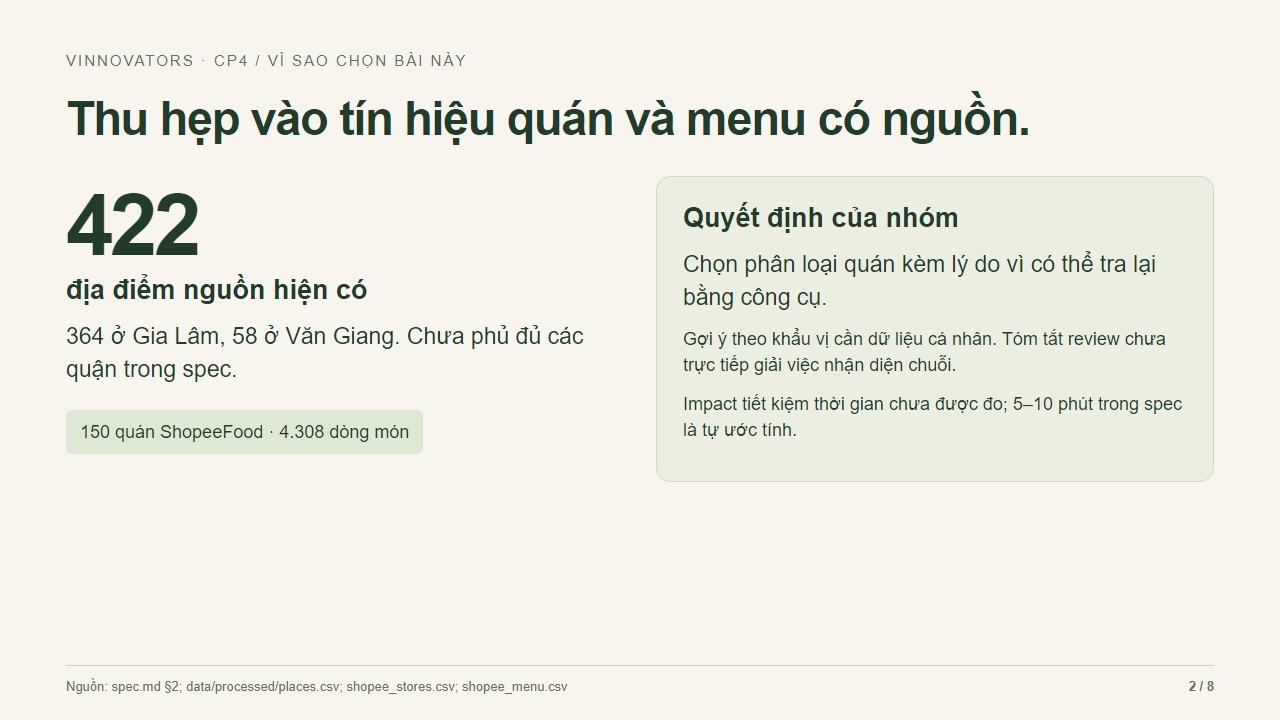 VINNOVATORS · CP4 / VÌ SAO CHỌN BÀI NÀY
Thu hẹp vào tín hiệu quán và menu có nguồn.
422
địa điểm nguồn hiện có
364 ở Gia Lâm, 58 ở Văn Giang. Chưa phủ đủ các
quận trong spec.
150 quán ShopeeFood · 4.308 dòng món
Quyết định của nhóm
Chọn phân loại quán kèm lý do vì có thể tra lại
bằng công cụ.
Gợi ý theo khẩu vị cần dữ liệu cá nhân. Tóm tắt review chưa
trực tiếp giải việc nhận diện chuỗi.
Impact tiết kiệm thời gian chưa được đo; 5–10 phút trong spec
là tự ước tính.
Nguồn: spec.md §2; data/processed/places.csv; shopee_stores.csv; shopee_menu.csv
2 / 8